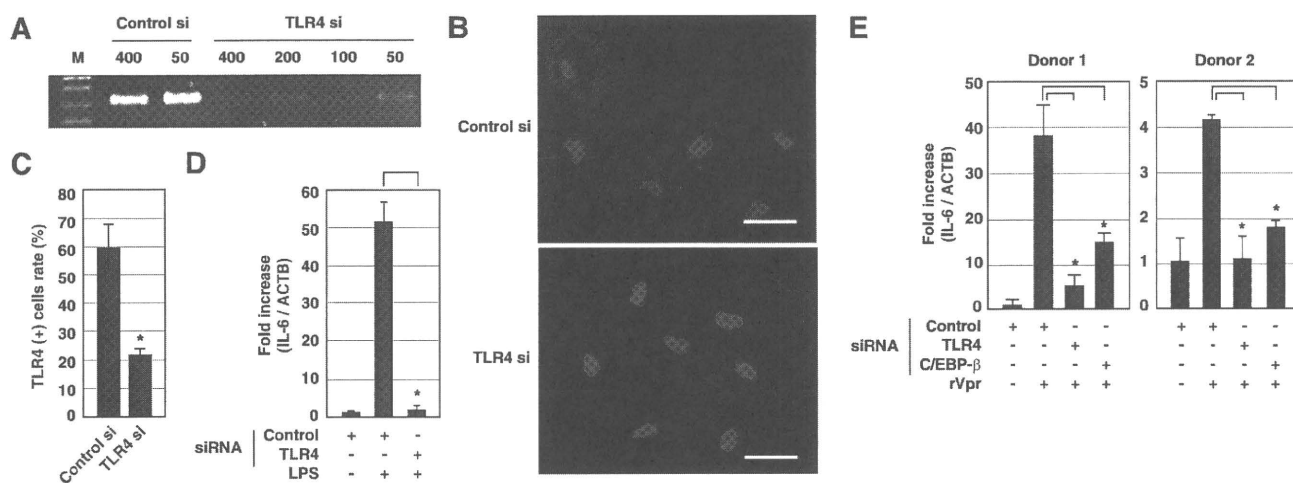 A
Control si TLR4 si
M 400 50 400 200 100 50
B
Control si
TLR4 si
C
TLR4 (+) cells rate (%)
80
70
60
50
40
30
20
10
0
*
Control si TLR4 si
D
Fold increase
(IL-6 / ACTB)
60
50
40
30
20
10
0
*
siRNA
Control + + -
TLR4 - - +
LPS - + +
E
Donor 1 Donor 2
Fold increase
(IL-6 / ACTB)
50
40
30
20
10
0
* *
5
4
3
2
1
0
* *
siRNA
Control + + - - + + - -
TLR4 - - + - - - + -
C/EBP-β - - - + - - - +
rVpr - + + + - + + +